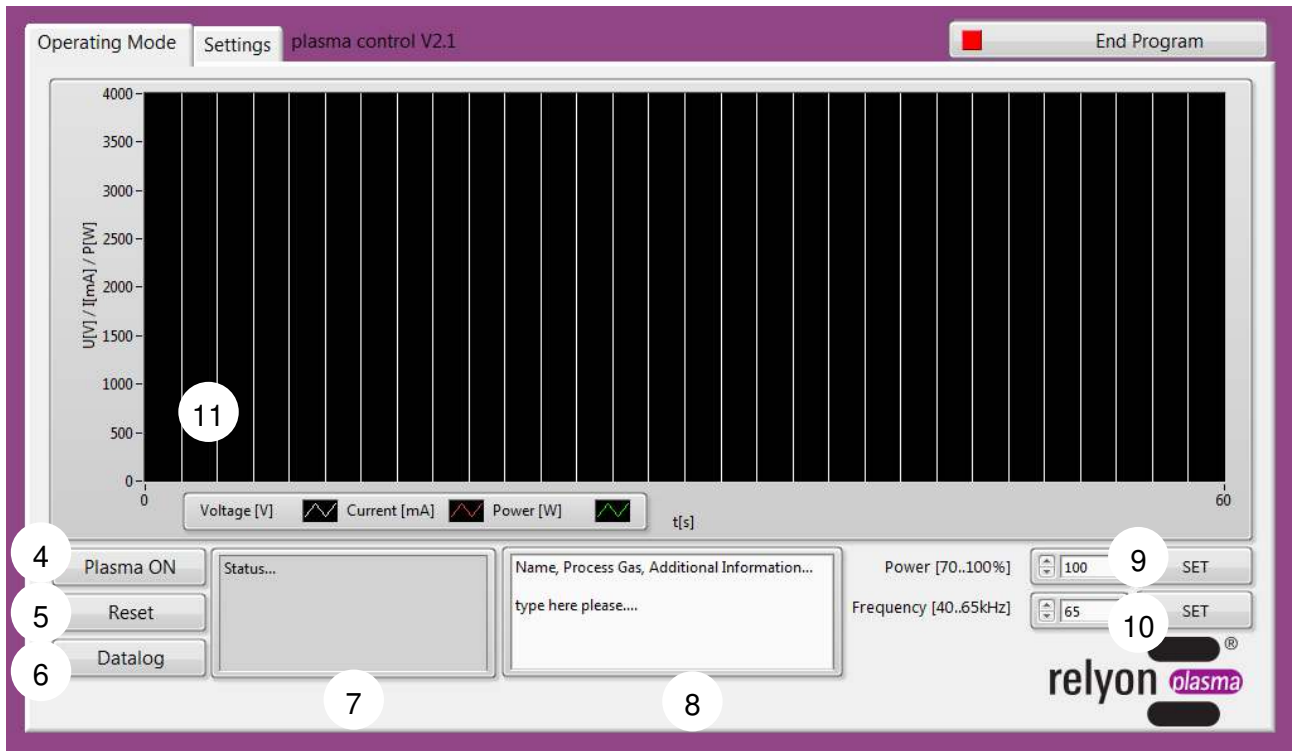 Operating Mode
Settings
plasma control V2.1
End Program
4000
3500
3000
2500
2000
1500
1000
500
0
U[V] / I[mA] / P[W]
11
0
60
Voltage [V]
Current [mA]
Power [W]
t[s]
4
Plasma ON
5
Reset
6
Datalog
Status...
7
Name, Process Gas, Additional Information...
type here please....
8
Power [70..100%]
100
9
SET
Frequency [40..65kHz]
65
10
SET
relyon plasma ®